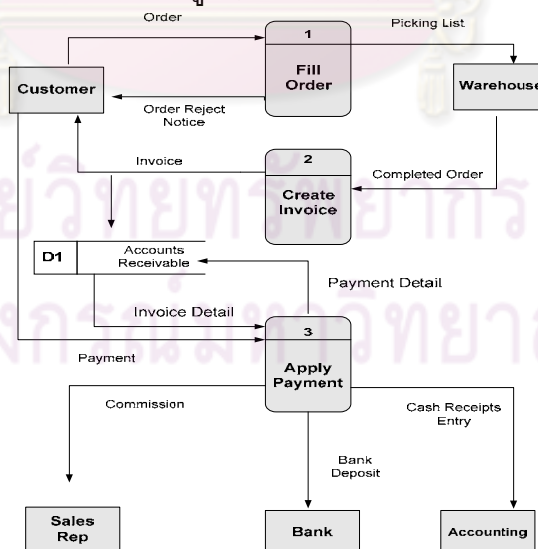 Order
1
Picking List
Fill
Order
Customer
Warehouse
Order Reject
Notice
Invoice
2
Create
Invoice
Completed Order
D1
Accounts
Receivable
Payment Detail
Invoice Detail
3
Payment
Apply
Payment
Commission
Cash Receipts
Entry
Bank
Deposit
Sales
Rep
Bank
Accounting